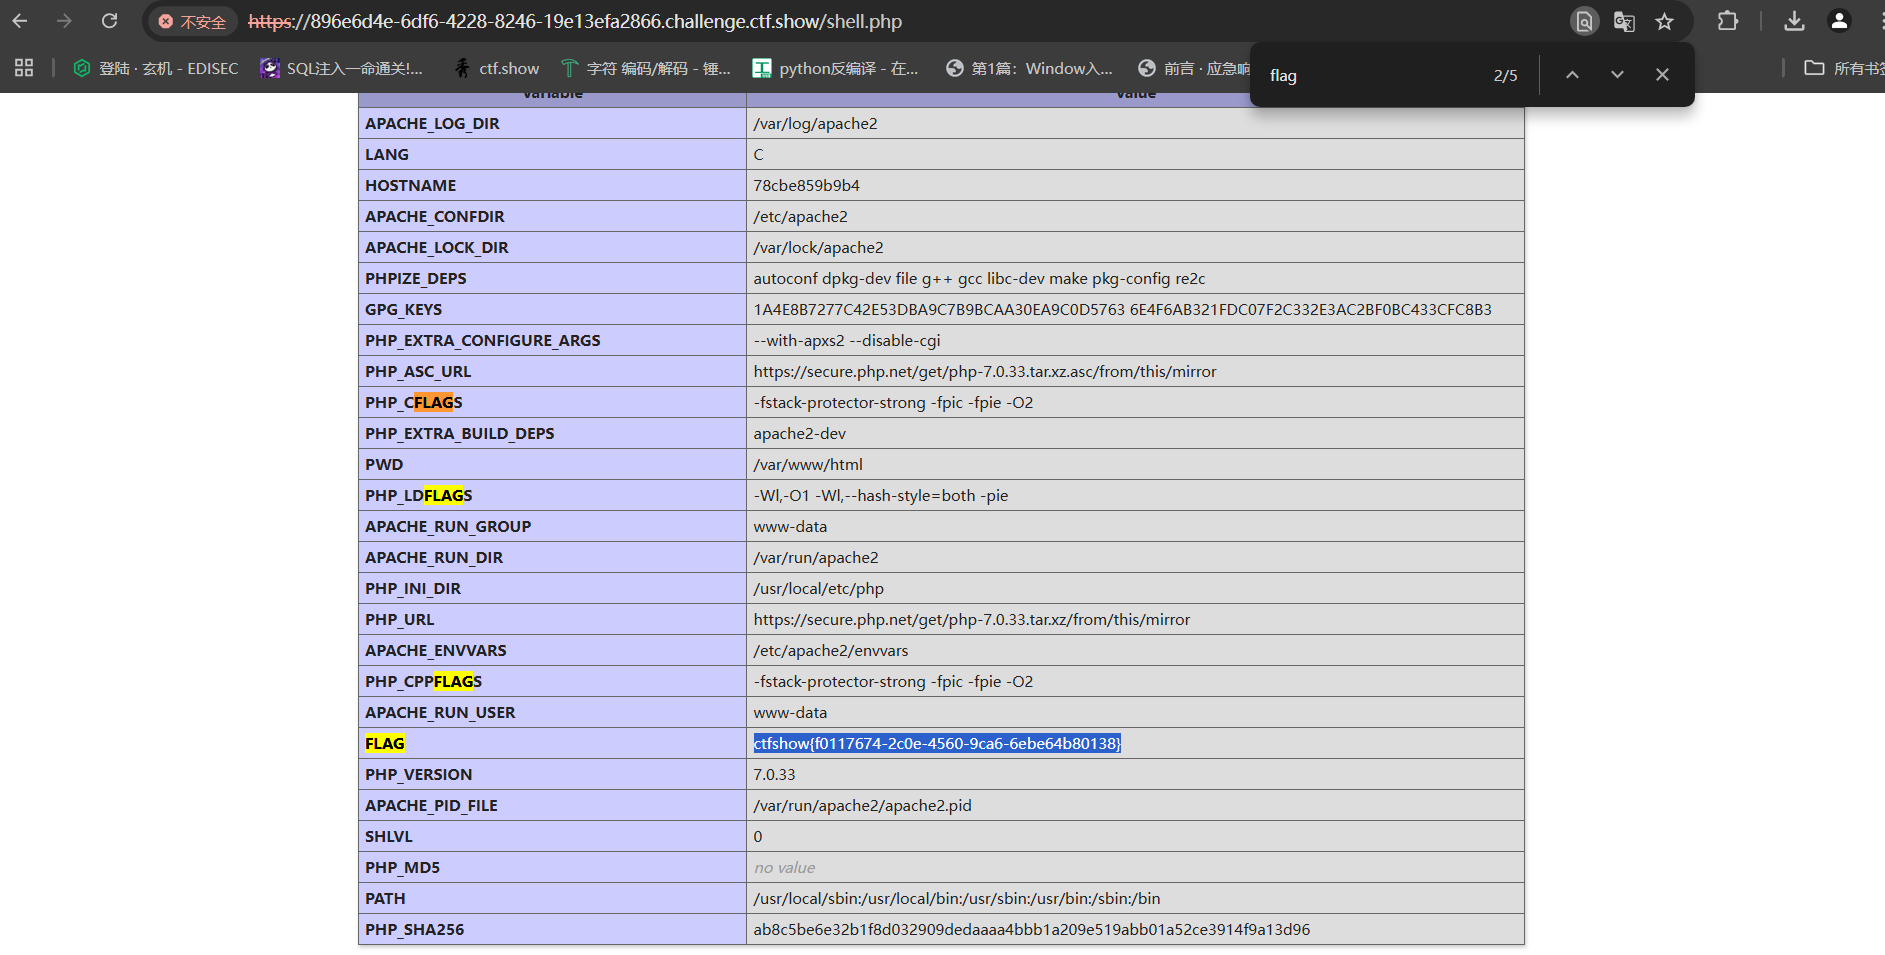 不安全 https://896e6d4e-6df6-4228-8246-19e13efa2866.challenge.ctf.show/shell.php
登陆 · 玄机 - EDISEC SQL注入一命通关!... ctf.show 字符 编码/解码 - 锤... python反编译 - 在... 第1篇：Window入... 前言 · 应急响 所有书签
flag 2/5
Variable Value
APACHE_LOG_DIR /var/log/apache2
LANG C
HOSTNAME 78cbe859b9b4
APACHE_CONFDIR /etc/apache2
APACHE_LOCK_DIR /var/lock/apache2
PHPIZE_DEPS autoconf dpkg-dev file g++ gcc libc-dev make pkg-config re2c
GPG_KEYS 1A4E8B7277C42E53DBA9C7B9BCAA30EA9C0D5763 6E4F6AB321FDC07F2C332E3AC2BF0BC433CFC8B3
PHP_EXTRA_CONFIGURE_ARGS --with-apxs2 --disable-cgi
PHP_ASC_URL https://secure.php.net/get/php-7.0.33.tar.xz.asc/from/this/mirror
PHP_CFLAGS -fstack-protector-strong -fpic -fpie -O2
PHP_EXTRA_BUILD_DEPS apache2-dev
PWD /var/www/html
PHP_LDFLAGS -Wl,-O1 -Wl,--hash-style=both -pie
APACHE_RUN_GROUP www-data
APACHE_RUN_DIR /var/run/apache2
PHP_INI_DIR /usr/local/etc/php
PHP_URL https://secure.php.net/get/php-7.0.33.tar.xz/from/this/mirror
APACHE_ENVVARS /etc/apache2/envvars
PHP_CPPFLAGS -fstack-protector-strong -fpic -fpie -O2
APACHE_RUN_USER www-data
FLAG ctfshow{f0117674-2c0e-4560-9ca6-6ebe64b80138}
PHP_VERSION 7.0.33
APACHE_PID_FILE /var/run/apache2/apache2.pid
SHLVL 0
PHP_MD5 no value
PATH /usr/local/sbin:/usr/local/bin:/usr/sbin:/usr/bin:/sbin:/bin
PHP_SHA256 ab8c5be6e32b1f8d032909dedaaaa4bbb1a209e519abb01a52ce3914f9a13d96